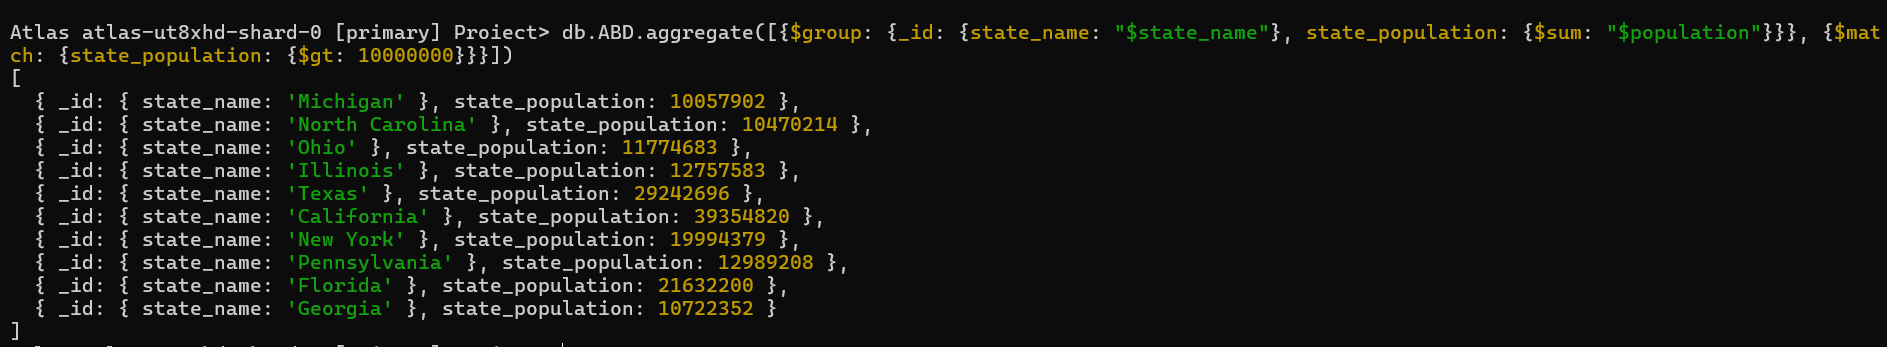 Atlas atlas-ut8xhd-shard-0 [primary] Proiect> db.ABD.aggregate([{$group: {_id: {state_name: "$state_name"}, state_population: {$sum: "$population"}}}, {$mat
ch: {state_population: {$gt: 10000000}}}])
[
  { _id: { state_name: 'Michigan' }, state_population: 10057902 },
  { _id: { state_name: 'North Carolina' }, state_population: 10470214 },
  { _id: { state_name: 'Ohio' }, state_population: 11774683 },
  { _id: { state_name: 'Illinois' }, state_population: 12757583 },
  { _id: { state_name: 'Texas' }, state_population: 29242696 },
  { _id: { state_name: 'California' }, state_population: 39354820 },
  { _id: { state_name: 'New York' }, state_population: 19994379 },
  { _id: { state_name: 'Pennsylvania' }, state_population: 12989208 },
  { _id: { state_name: 'Florida' }, state_population: 21632200 },
  { _id: { state_name: 'Georgia' }, state_population: 10722352 }
]